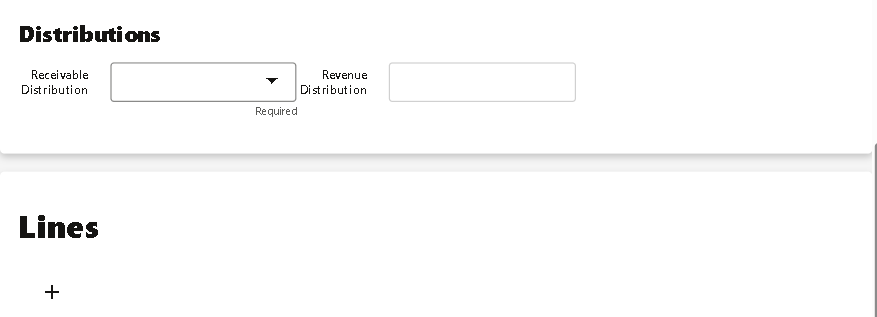 Distributions
Receivable
Distribution
Revenue
Distribution
Required
Lines